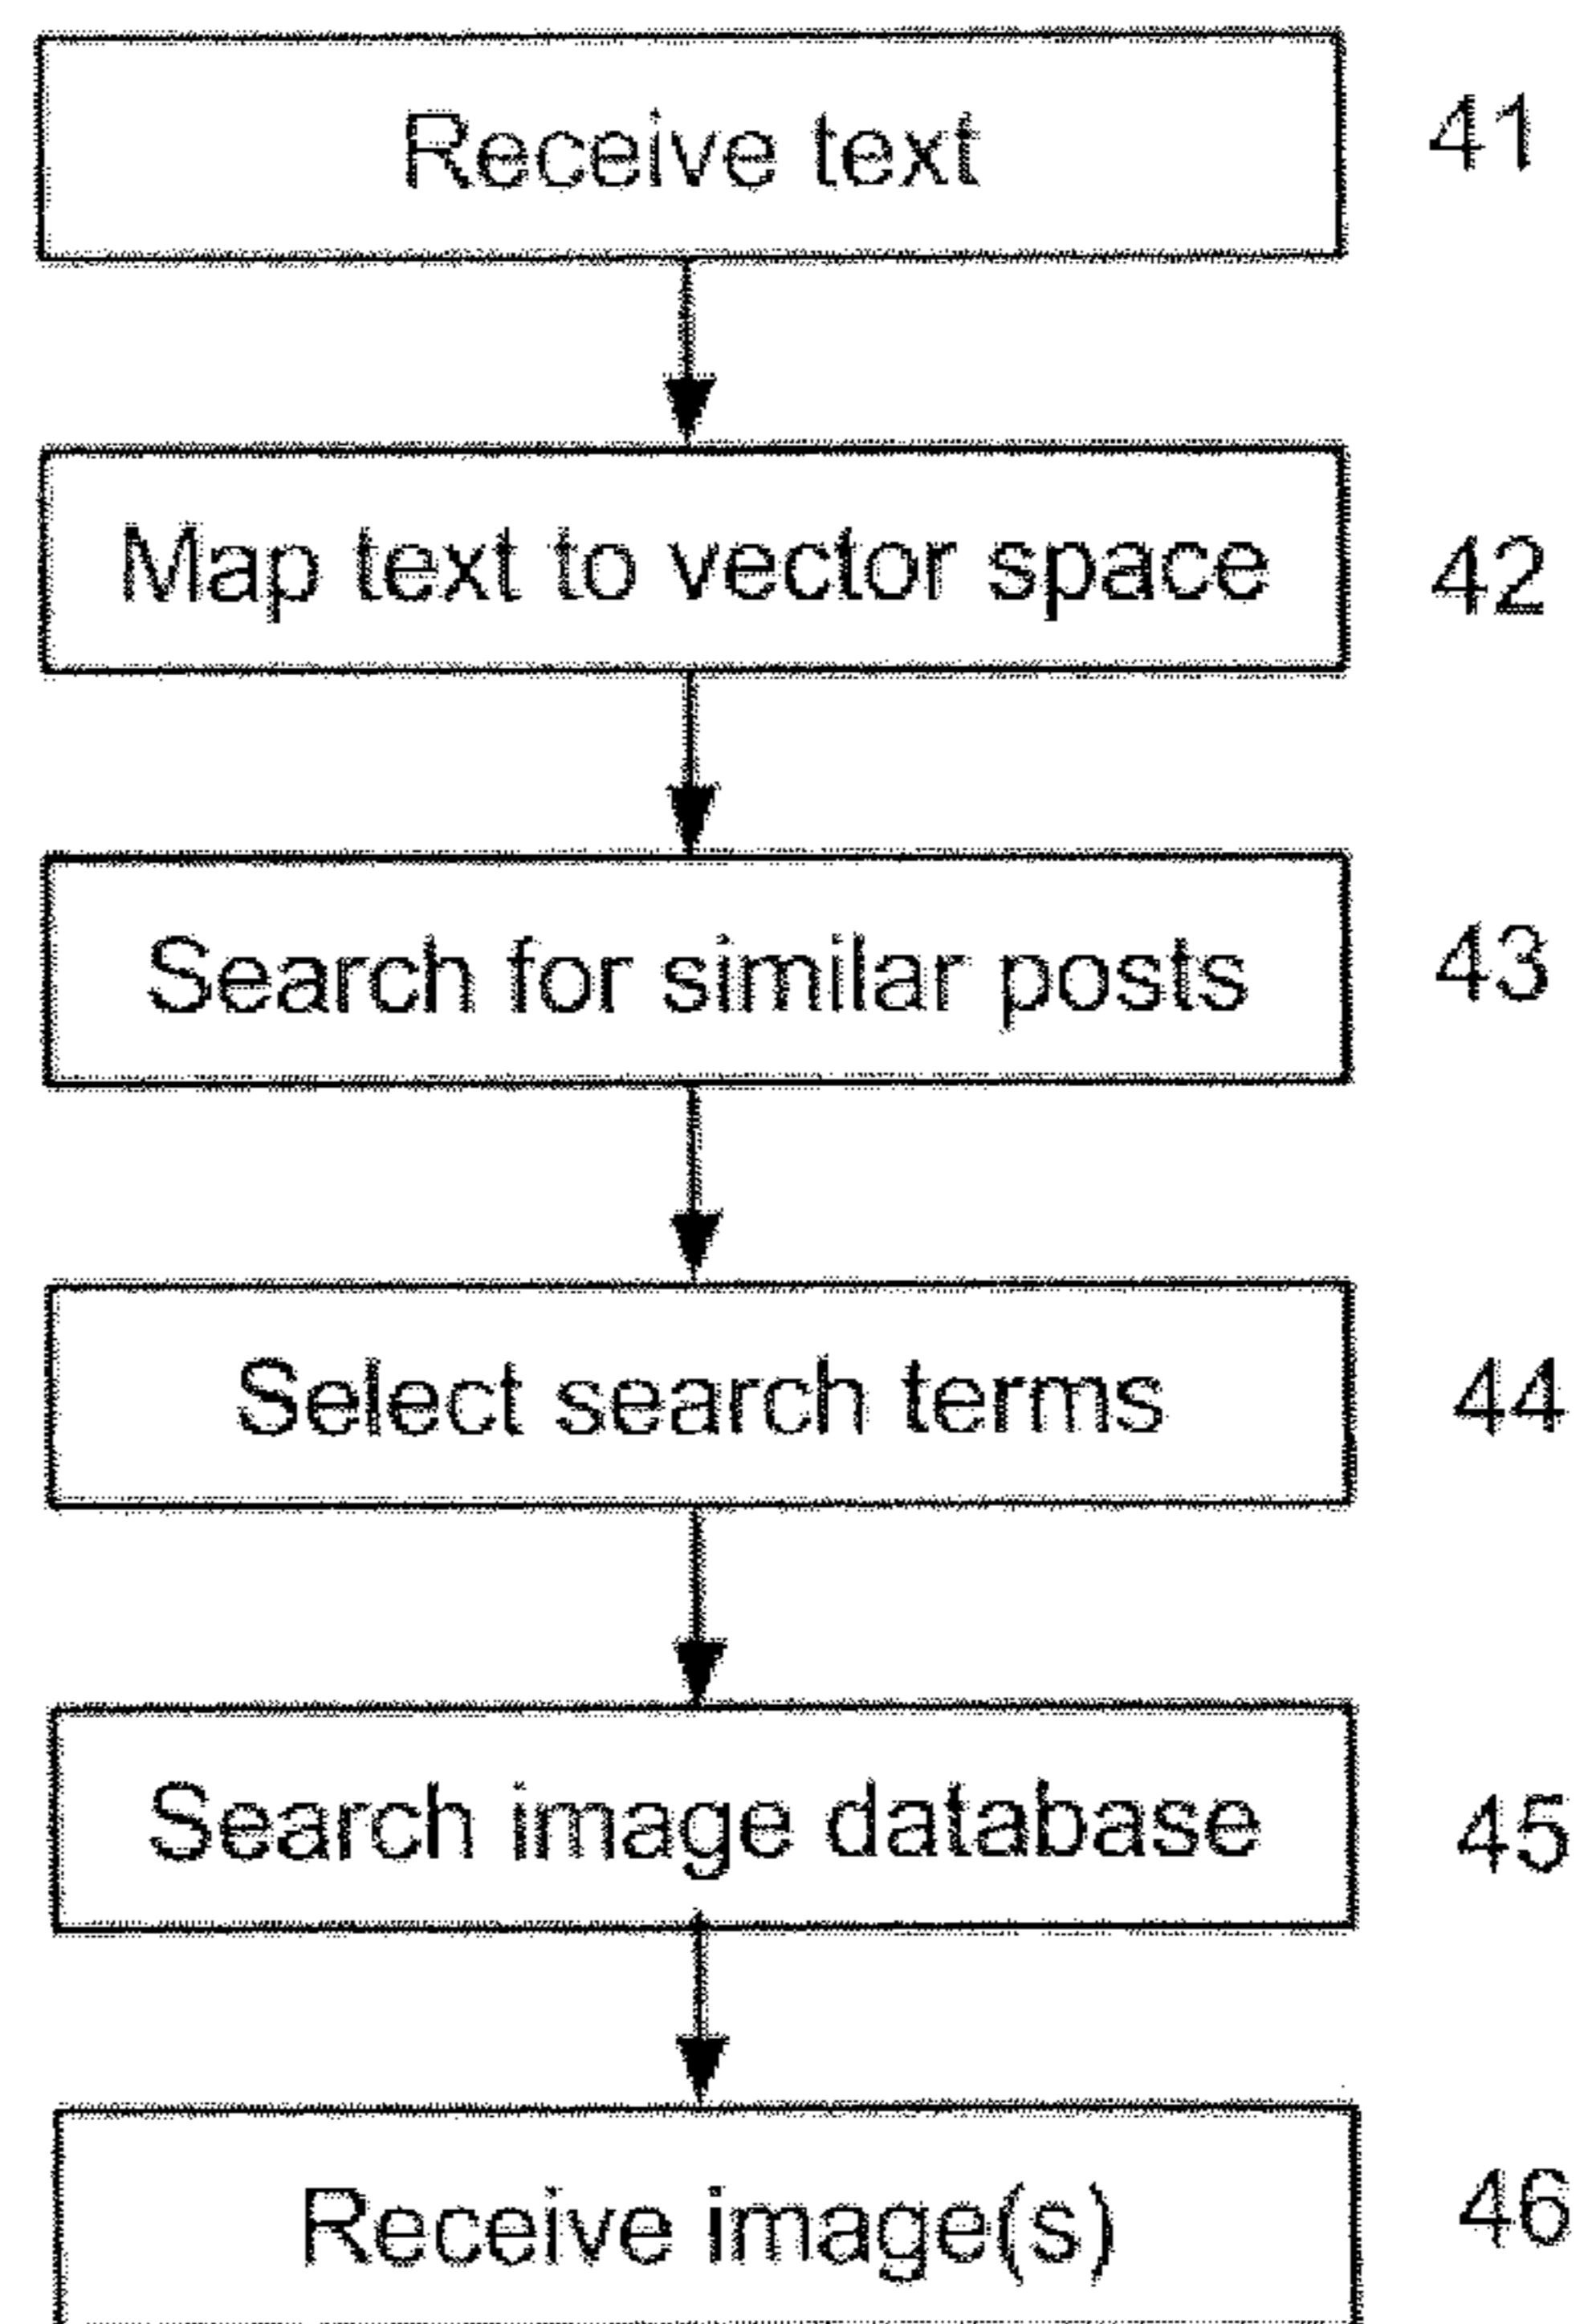 Receive text 41
Map text to vector space 42
Search for similar posts 43
Select search terms 44
Search image database 45
Receive image(s) 46